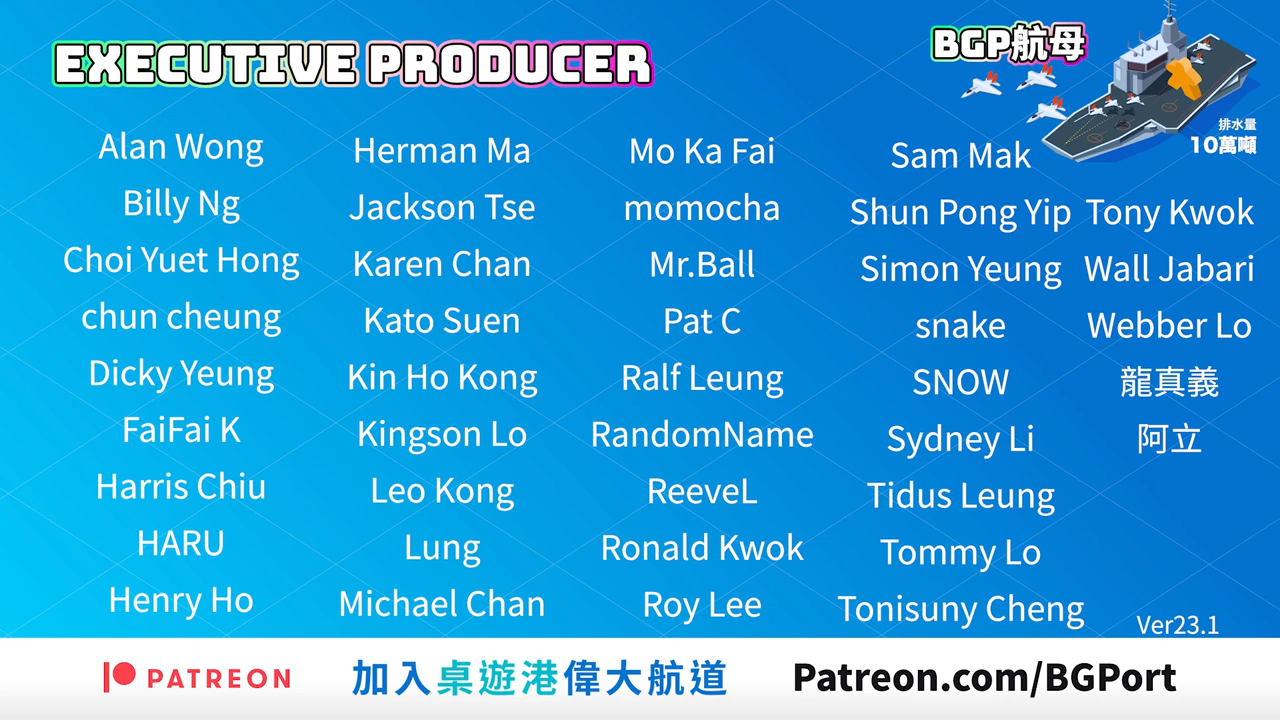 EXECUTIVE PRODUCER
BGP航母
排水量
10萬噸
Alan Wong
Billy Ng
Choi Yuet Hong
chun cheung
Dicky Yeung
FaiFai K
Harris Chiu
HARU
Henry Ho
Herman Ma
Jackson Tse
Karen Chan
Kato Suen
Kin Ho Kong
Kingson Lo
Leo Kong
Lung
Michael Chan
Mo Ka Fai
momocha
Mr.Ball
Pat C
Ralf Leung
RandomName
ReeveL
Ronald Kwok
Roy Lee
Sam Mak
Shun Pong Yip
Simon Yeung
snake
SNOW
Sydney Li
Tidus Leung
Tommy Lo
Tonisuny Cheng
Tony Kwok
Wall Jabari
Webber Lo
龍真義
阿立
Ver23.1
PATREON
加入桌遊港偉大航道
Patreon.com/BGPort